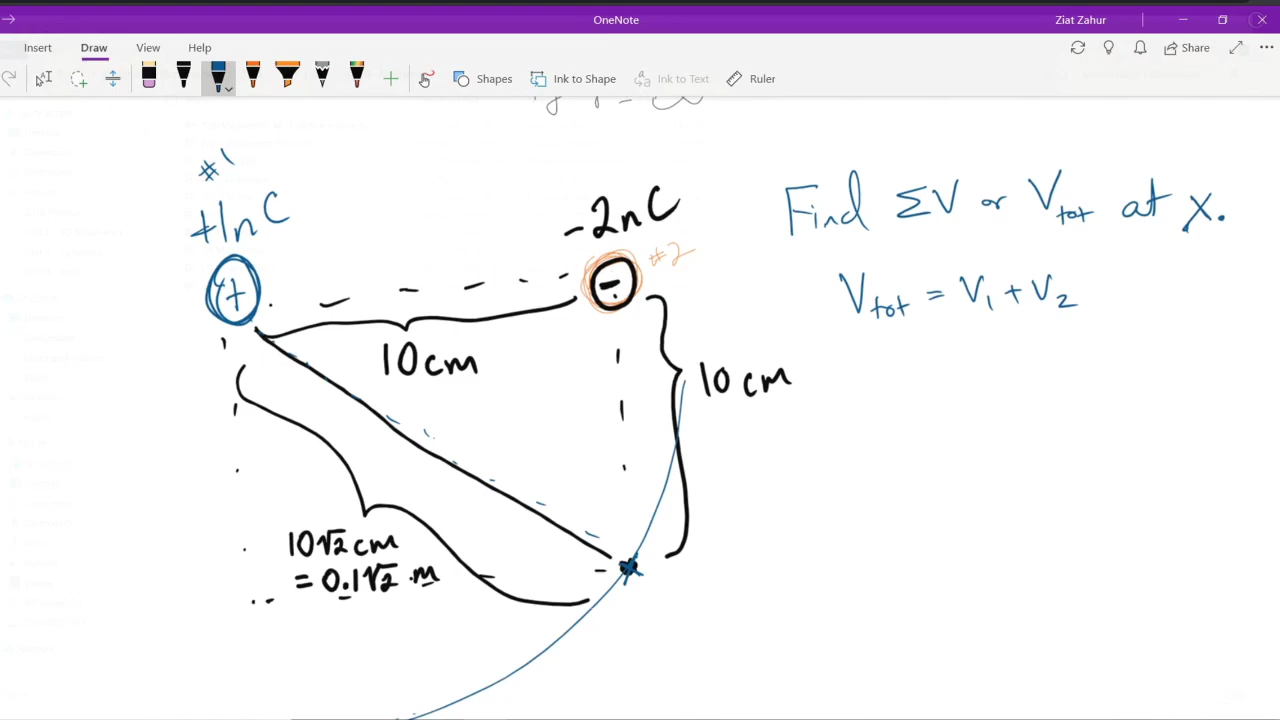 OneNote
Ziat Zahur
Insert Draw View Help
Share
Shapes
Ink to Shape
Ink to Text
Ruler
#1
+1nC
-2nC
#2
Find ΣV or Vtot at X.
Vtot = V1 + V2
+
-
10cm
10 cm
10√2 cm
= 0.1√2 m